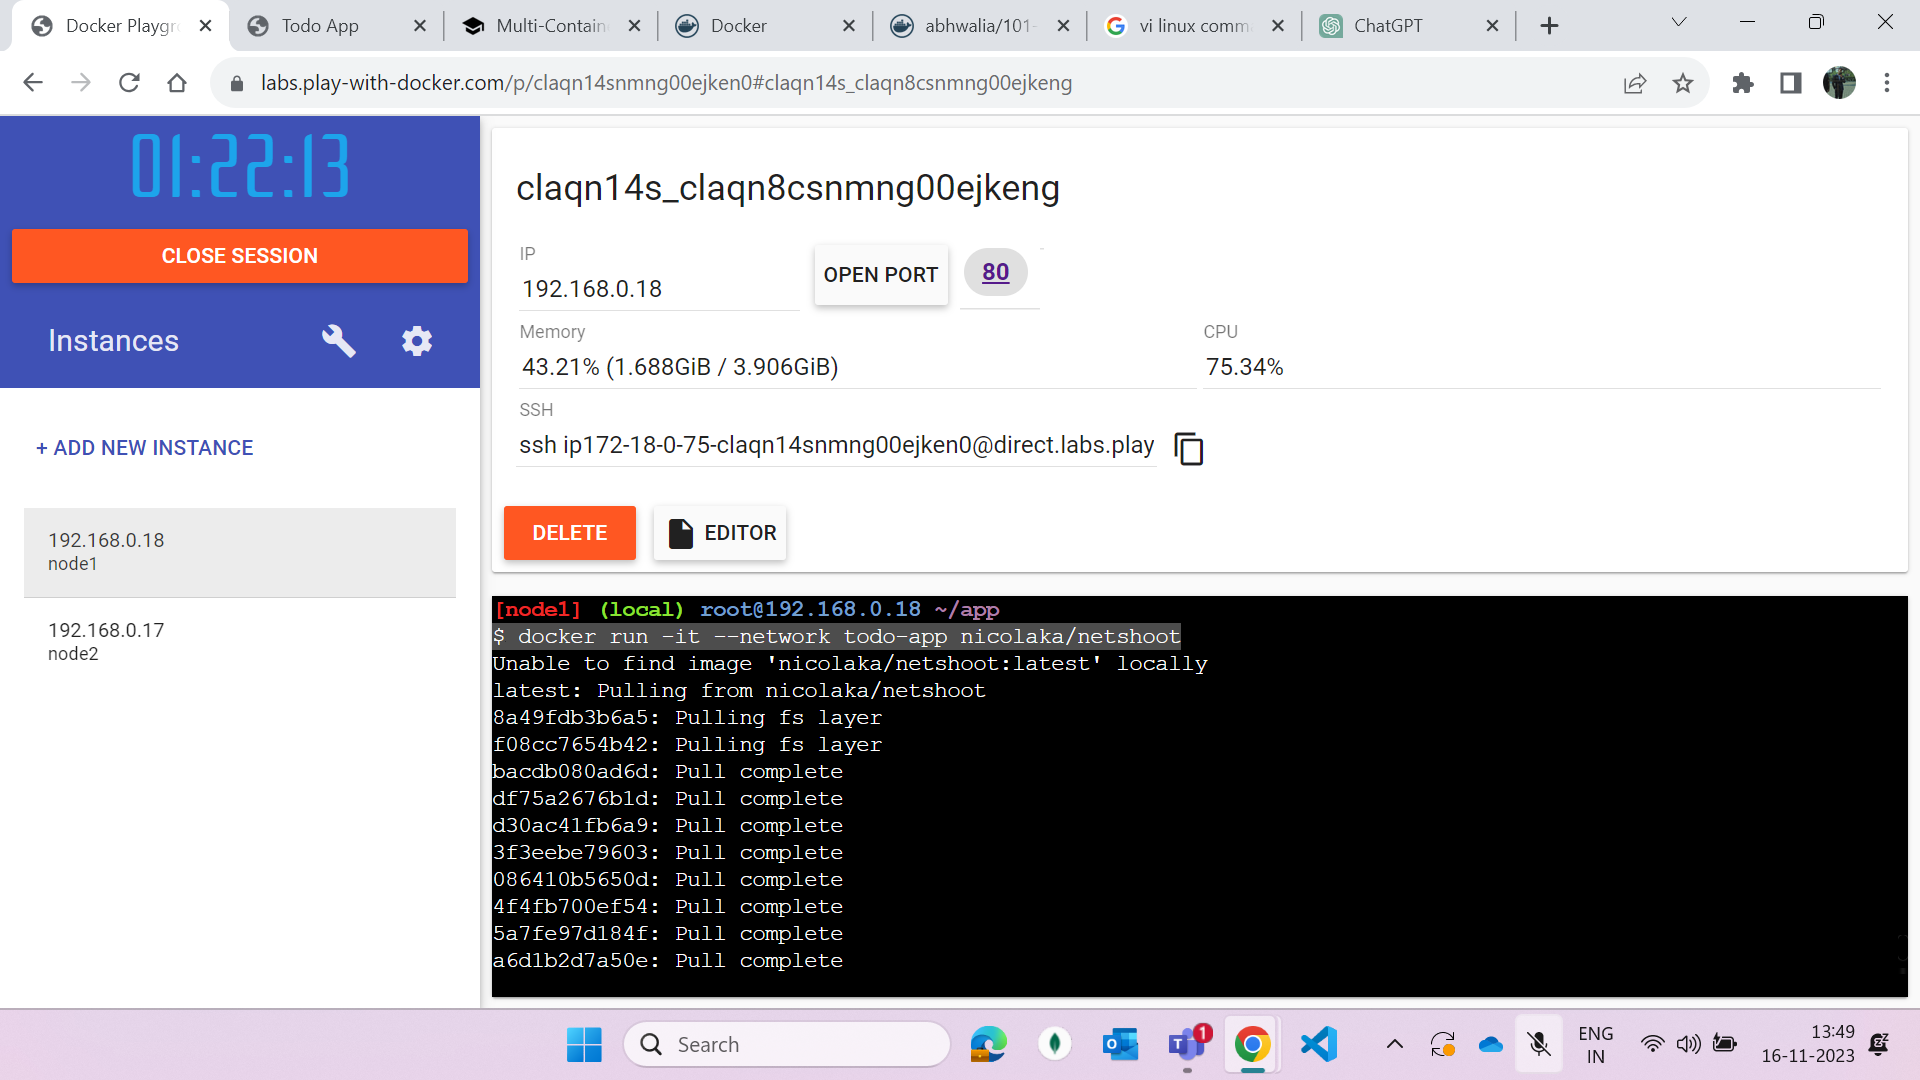 Docker Playgr
Todo App
Multi-Contain
Docker
abhwalia/101-
vi linux comm
ChatGPT
labs.play-with-docker.com/p/claqn14snmng00ejken0#claqn14s_claqn8csnmng00ejkeng
01:22:13
CLOSE SESSION
Instances
+ ADD NEW INSTANCE
192.168.0.18
node1
192.168.0.17
node2
claqn14s_claqn8csnmng00ejkeng
IP
192.168.0.18
OPEN PORT
80
Memory
43.21% (1.688GiB / 3.906GiB)
CPU
75.34%
SSH
ssh ip172-18-0-75-claqn14snmng00ejken0@direct.labs.play
DELETE
EDITOR
[node1] (local) root@192.168.0.18 ~/app
$ docker run -it --network todo-app nicolaka/netshoot
Unable to find image 'nicolaka/netshoot:latest' locally
latest: Pulling from nicolaka/netshoot
8a49fdb3b6a5: Pulling fs layer
f08cc7654b42: Pulling fs layer
bacdb080ad6d: Pull complete
df75a2676b1d: Pull complete
d30ac41fb6a9: Pull complete
3f3eebe79603: Pull complete
086410b5650d: Pull complete
4f4fb700ef54: Pull complete
5a7fe97d184f: Pull complete
a6d1b2d7a50e: Pull complete
Search
1
ENG
IN
13:49
16-11-2023